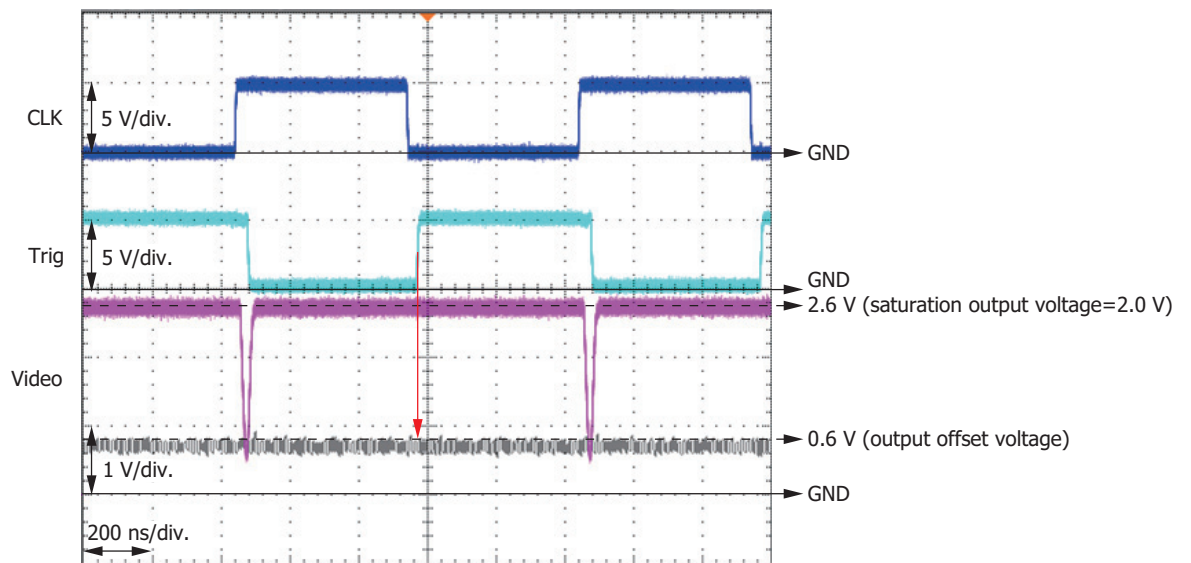 CLK
5 V/div.
GND
Trig
5 V/div.
GND
2.6 V (saturation output voltage=2.0 V)
Video
0.6 V (output offset voltage)
1 V/div.
GND
200 ns/div.